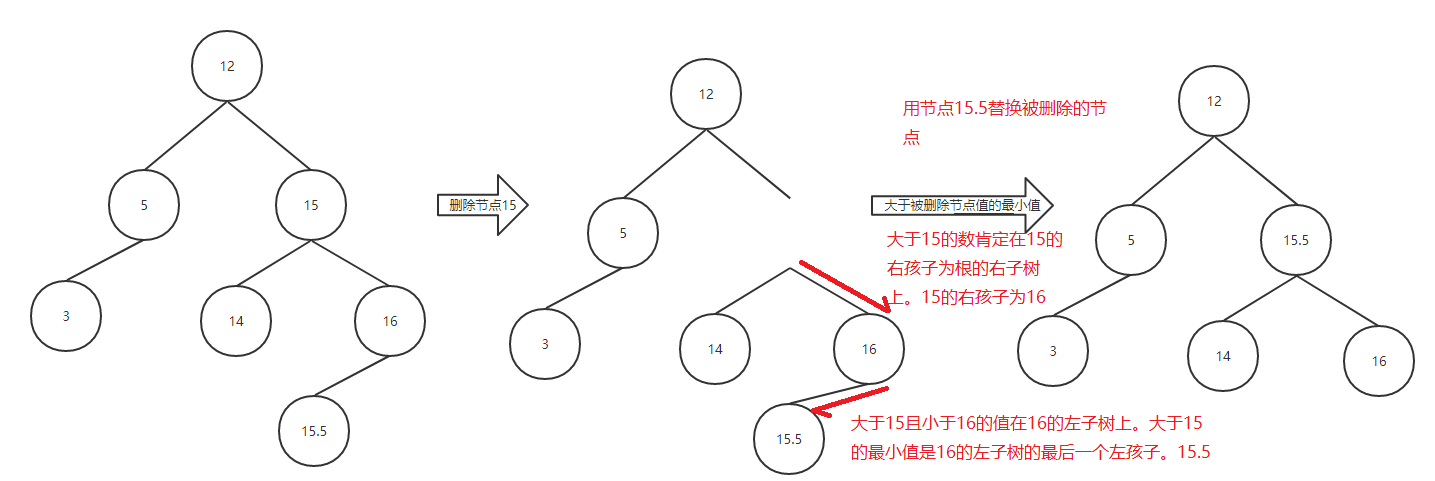 12
5
15
3
14
16
15.5
删除节点15
12
5
3
14
16
15.5
用节点15.5替换被删除的节
点
大于被删除节点值的最小值
大于15的数肯定在15的
右孩子为根的右子树
上。15的右孩子为16
大于15且小于16的值在16的左子树上。大于15
的最小值是16的左子树的最后一个左孩子。15.5
12
5
15.5
3
14
16